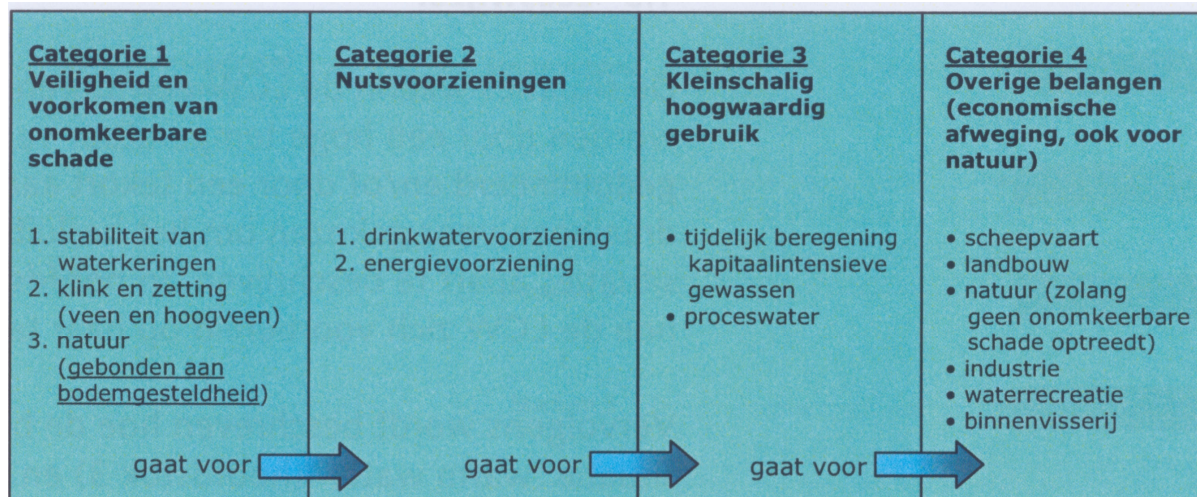 Categorie 1
Veiligheid en
voorkomen van
onomkeerbare
schade
1. stabiliteit van
waterkeringen
2. klink en zetting
(veen en hoogveen)
3. natuur
(gebonden aan
bodemgesteldheid)
gaat voor
Categorie 2
Nutsvoorzieningen
1. drinkwatervoorziening
2. energievoorziening
gaat voor
Categorie 3
Kleinschalig
hoogwaardig
gebruik
• tijdelijk beregening
kapitaalintensieve
gewassen
• proceswater
gaat voor
Categorie 4
Overige belangen
(economische
afweging, ook voor
natuur)
• scheepvaart
• landbouw
• natuur (zolang
geen onomkeerbare
schade optreedt)
• industrie
• waterrecreatie
• binnenvisserij